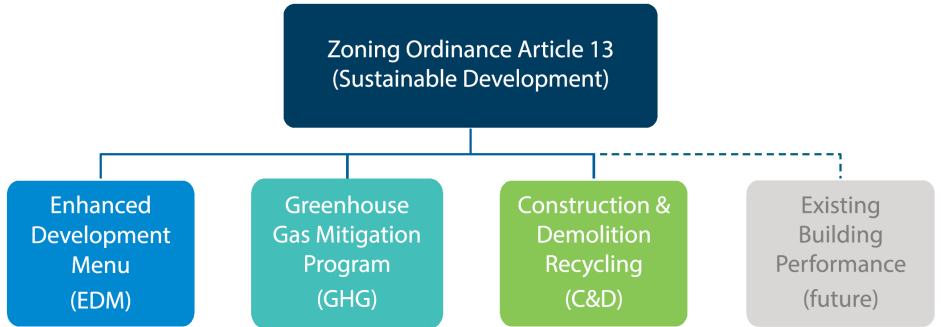 Zoning Ordinance Article 13
(Sustainable Development)
Enhanced
Development
Menu
(EDM)
Greenhouse
Gas Mitigation
Program
(GHG)
Construction &
Demolition
Recycling
(C&D)
Existing
Building
Performance
(future)